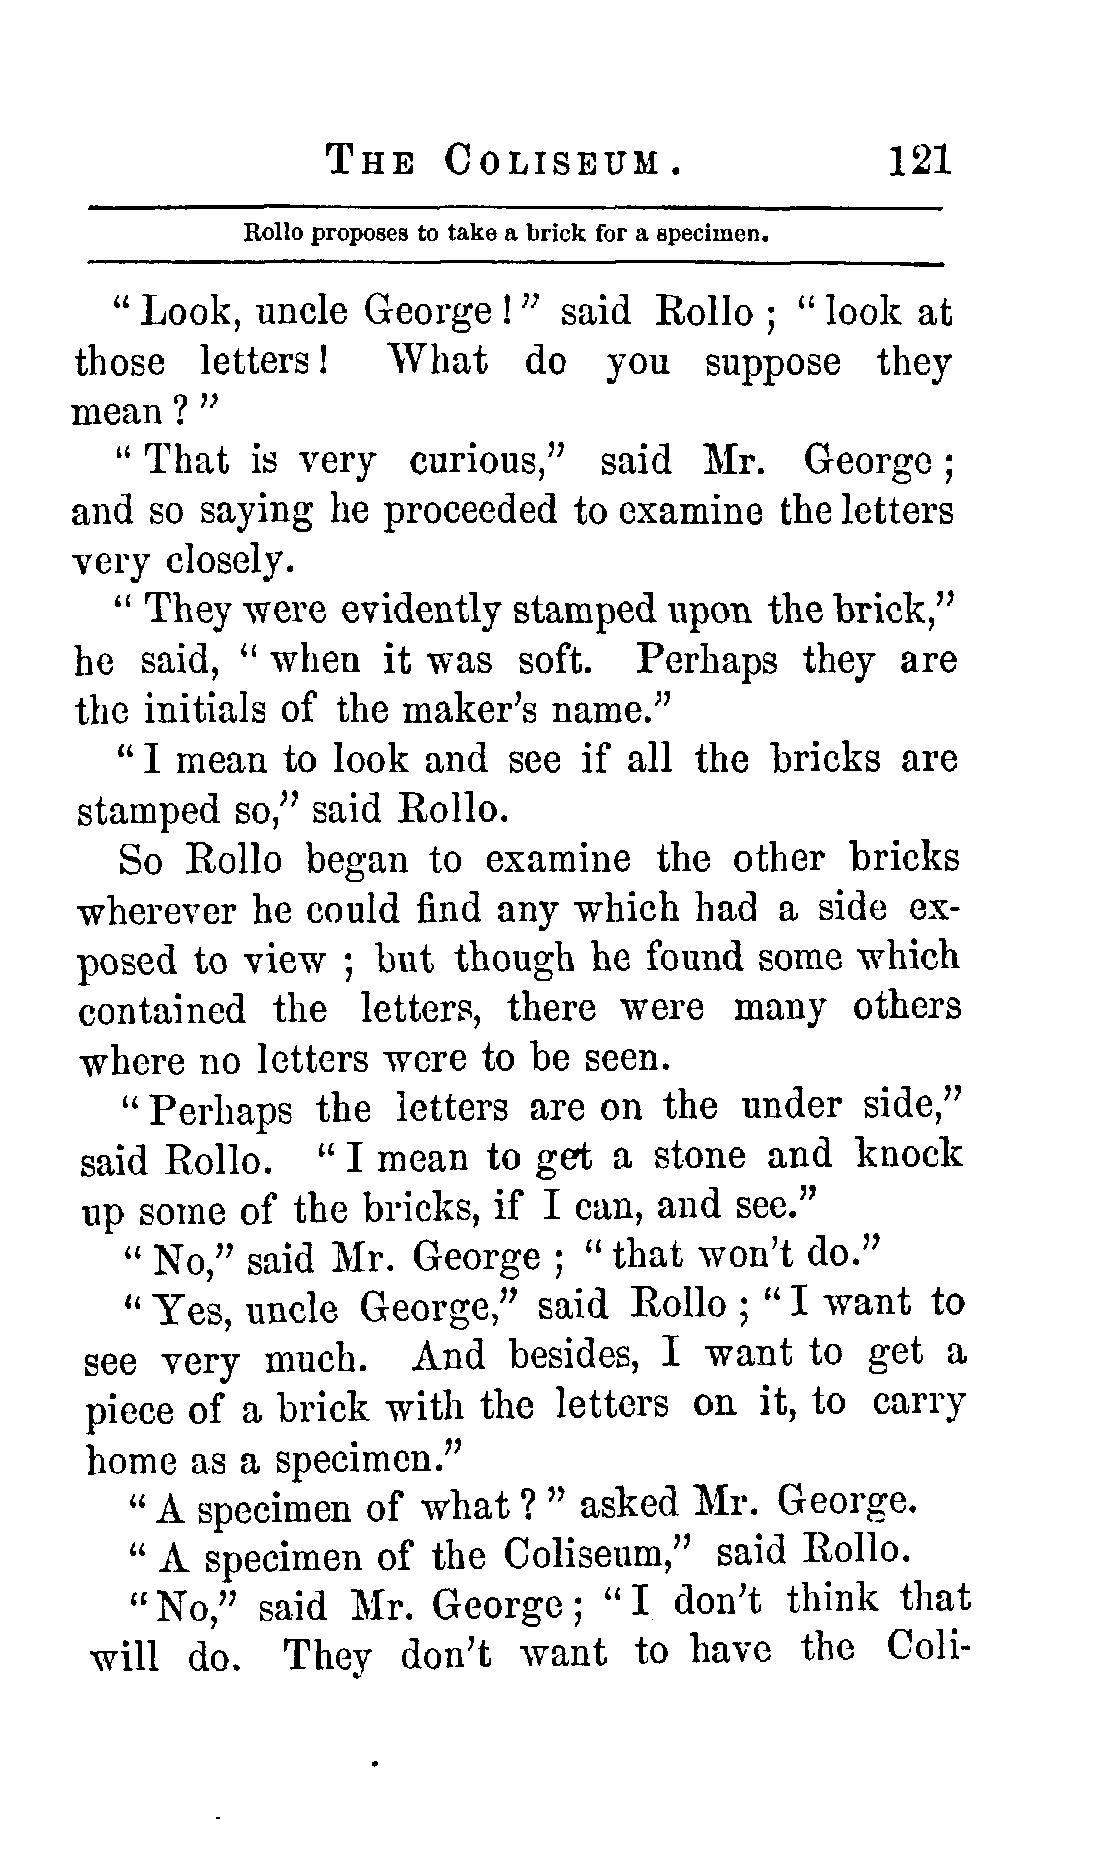 THE COLISEUM. 121
Rollo proposes to take a brick for a specimen.
“Look, uncle George!” said Rollo; “look at
those letters! What do you suppose they
mean?”
“That is very curious,” said Mr. George;
and so saying he proceeded to examine the letters
very closely.
“They were evidently stamped upon the brick,”
he said, “when it was soft. Perhaps they are
the initials of the maker’s name.”
“I mean to look and see if all the bricks are
stamped so,” said Rollo.
So Rollo began to examine the other bricks
wherever he could find any which had a side ex-
posed to view; but though he found some which
contained the letters, there were many others
where no letters were to be seen.
“Perhaps the letters are on the under side,”
said Rollo. “I mean to get a stone and knock
up some of the bricks, if I can, and see.”
“No,” said Mr. George; “that won’t do.”
“Yes, uncle George,” said Rollo; “I want to
see very much. And besides, I want to get a
piece of a brick with the letters on it, to carry
home as a specimen.”
“A specimen of what?” asked Mr. George.
“A specimen of the Coliseum,” said Rollo.
“No,” said Mr. George; “I don’t think that
will do. They don’t want to have the Coli-